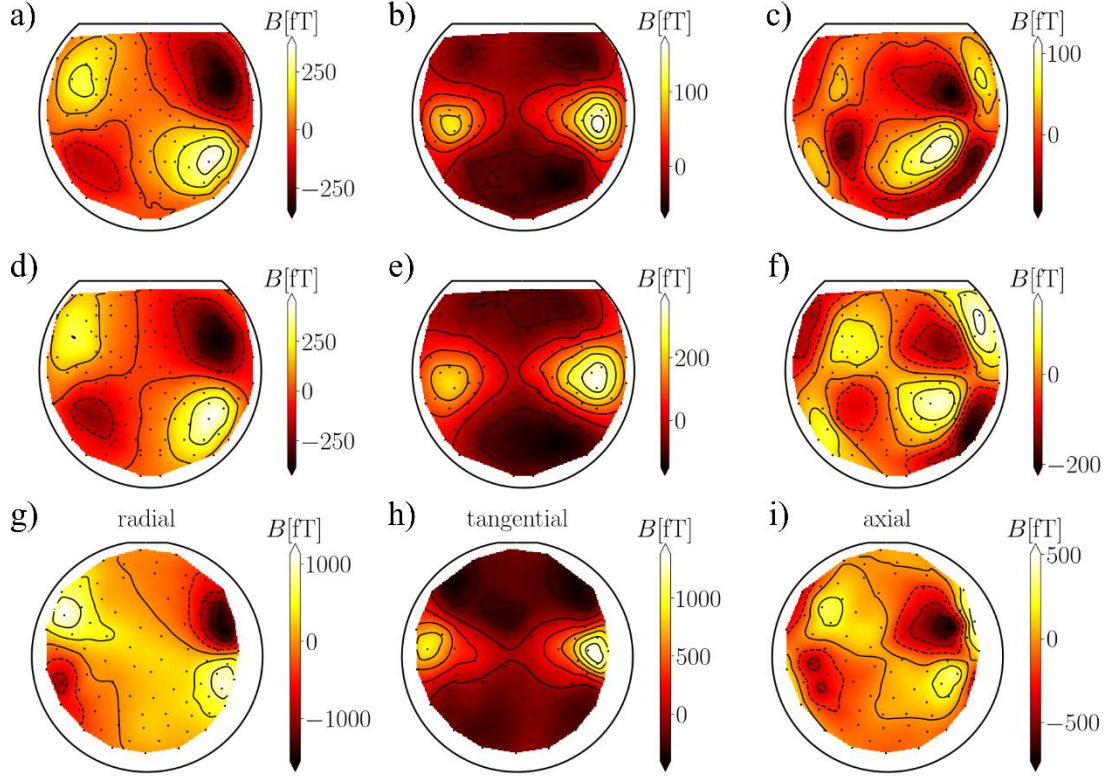 a) B[fT] b) B[fT] c) B[fT]
250 100
100
0 0
0
−250
d) B[fT] e) B[fT] f) B[fT]
250 200
0 0
0
−250 −200
g) radial B[fT] h) tangential B[fT] i) axial B[fT]
1000 1000 500
0 500 0
−1000 0 −500